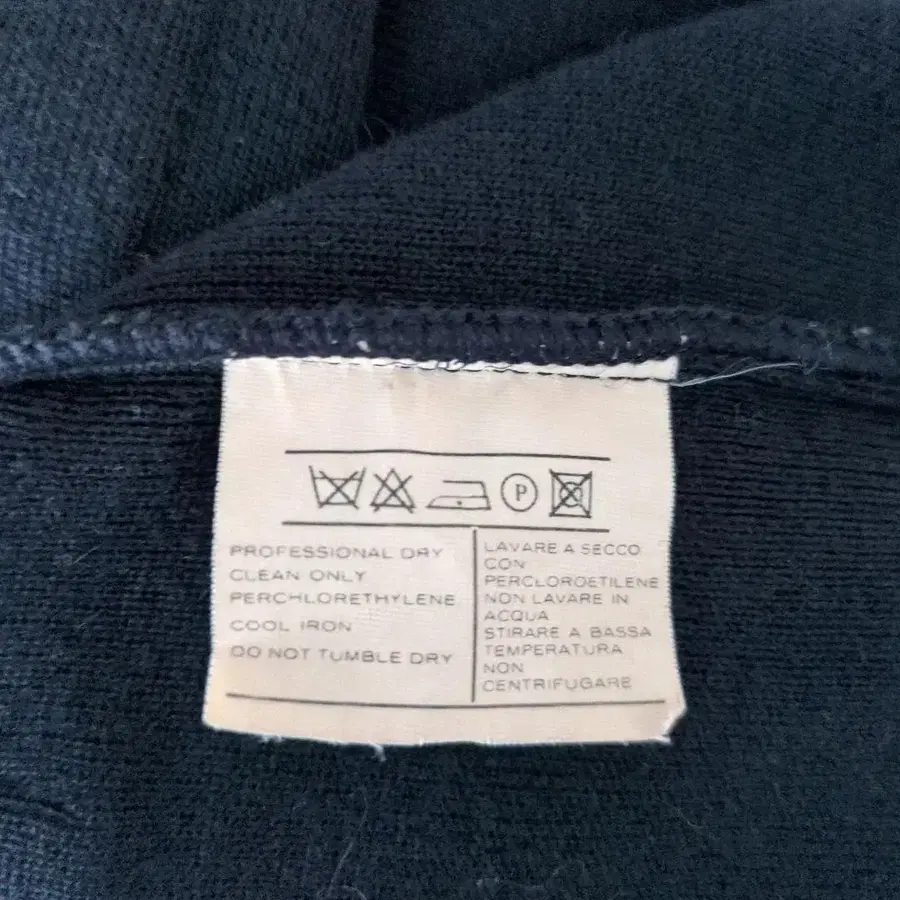 P
PROFESSIONAL DRY
CLEAN ONLY
PERCHLORETHYLENE
COOL IRON
DO NOT TUMBLE DRY
LAVARE A SECCO
CON
PERCLOROETILENE
NON LAVARE IN
ACQUA
STIRARE A BASSA
TEMPERATURA
NON
CENTRIFUGARE